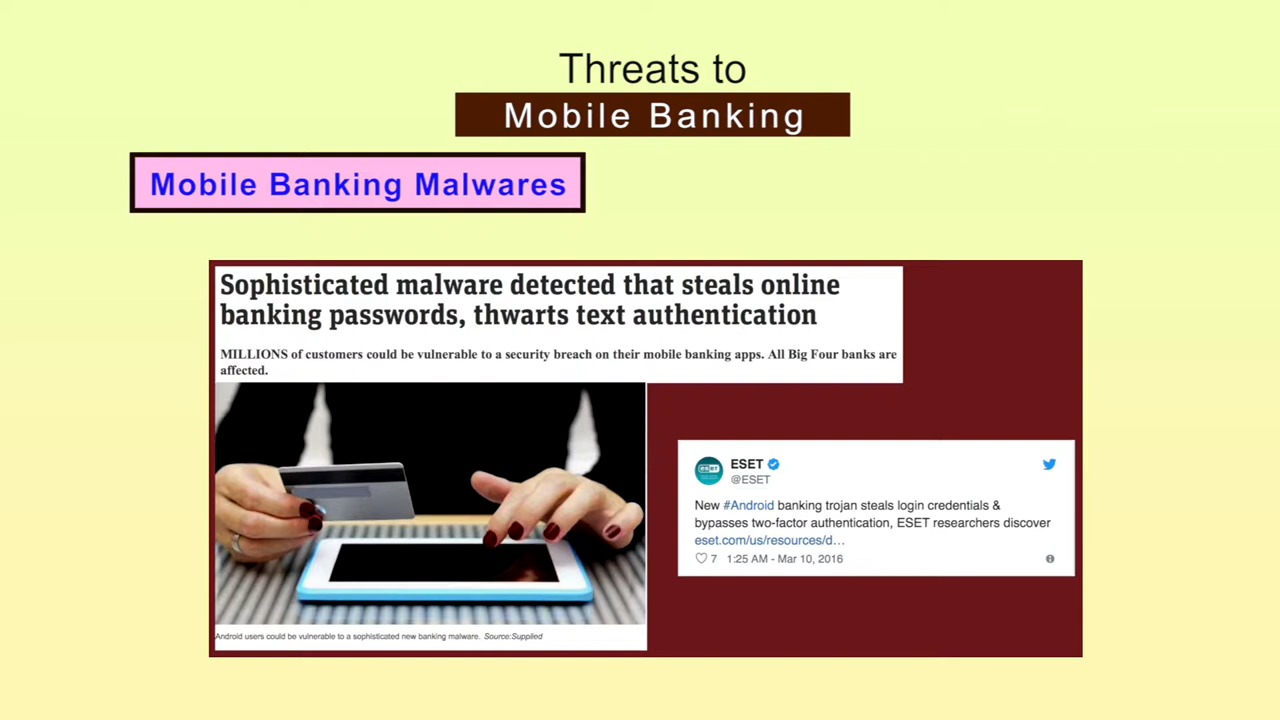 Threats to
Mobile Banking
Mobile Banking Malwares
Sophisticated malware detected that steals online
banking passwords, thwarts text authentication
MILLIONS of customers could be vulnerable to a security breach on their mobile banking apps. All Big Four banks are
affected.
Android users could be vulnerable to a sophisticated new banking malware. Source:Supplied
eset
ESET
@ESET
New #Android banking trojan steals login credentials &
bypasses two-factor authentication, ESET researchers discover
eset.com/us/resources/d…
7 1:25 AM - Mar 10, 2016